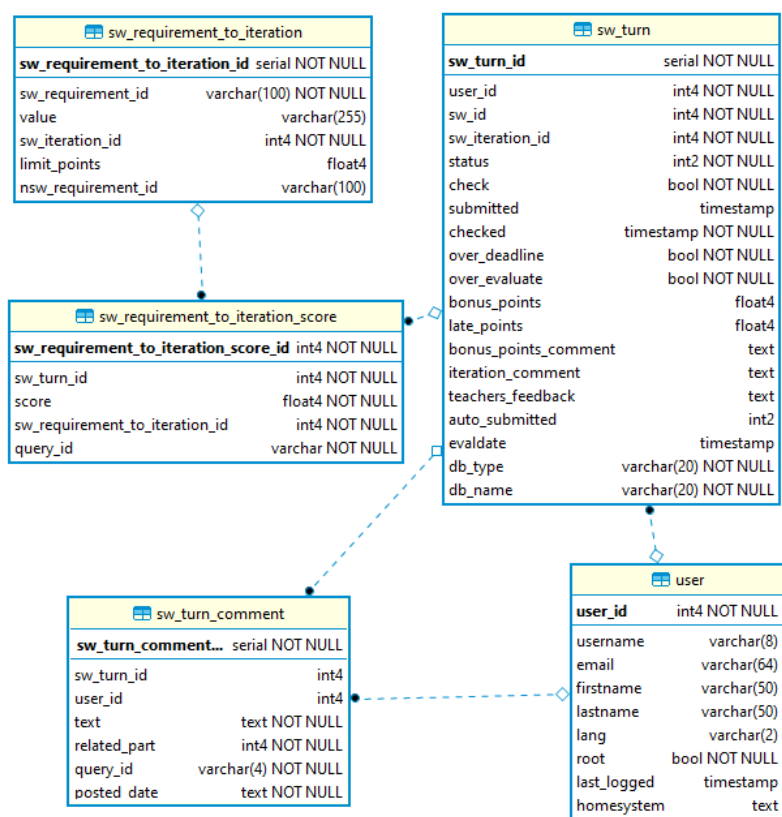 sw_requirement_to_iteration
sw_requirement_to_iteration_id serial NOT NULL
sw_requirement_id varchar(100) NOT NULL
value varchar(255)
sw_iteration_id int4 NOT NULL
limit_points float4
nsw_requirement_id varchar(100)
sw_turn
sw_turn_id serial NOT NULL
user_id int4 NOT NULL
sw_id int4 NOT NULL
sw_iteration_id int4 NOT NULL
status int2 NOT NULL
check bool NOT NULL
submitted timestamp
checked timestamp NOT NULL
over_deadline bool NOT NULL
over_evaluate bool NOT NULL
bonus_points float4
late_points float4
bonus_points_comment text
iteration_comment text
teachers_feedback text
auto_submitted int2
evaldate timestamp
db_type varchar(20) NOT NULL
db_name varchar(20) NOT NULL
sw_requirement_to_iteration_score
sw_requirement_to_iteration_score_id int4 NOT NULL
sw_turn_id int4 NOT NULL
score float4 NOT NULL
sw_requirement_to_iteration_id int4 NOT NULL
query_id varchar NOT NULL
sw_turn_comment
sw_turn_comment... serial NOT NULL
sw_turn_id int4
user_id int4
text text NOT NULL
related_part int4 NOT NULL
query_id varchar(4) NOT NULL
posted_date text NOT NULL
user
user_id int4 NOT NULL
username varchar(8)
email varchar(64)
firstname varchar(50)
lastname varchar(50)
lang varchar(2)
root bool NOT NULL
last_logged timestamp
homesystem text